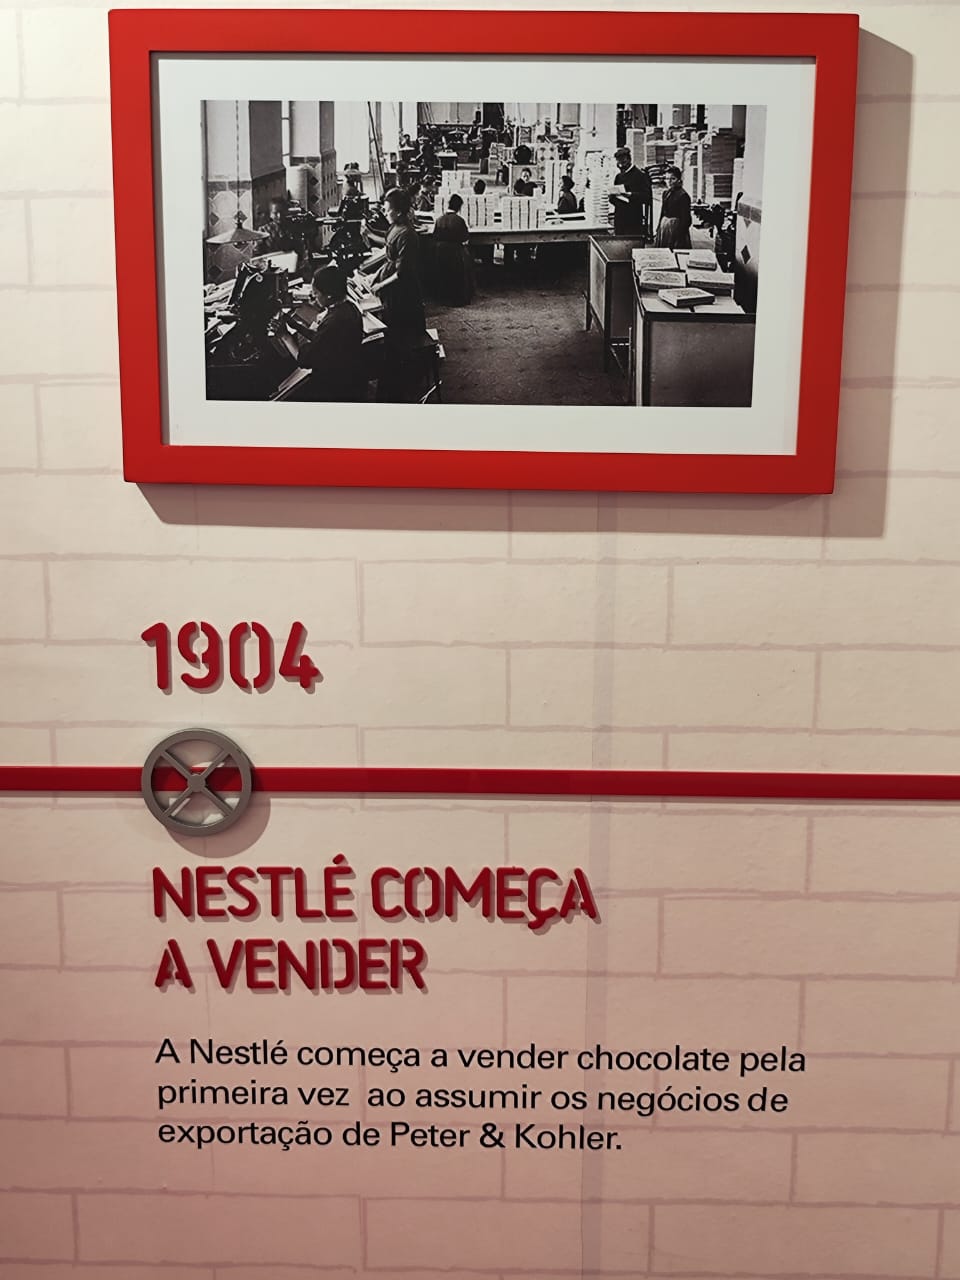 1904
NESTLÉ COMEÇA
A VENDER
A Nestlé começa a vender chocolate pela
primeira vez ao assumir os negócios de
exportação de Peter & Kohler.